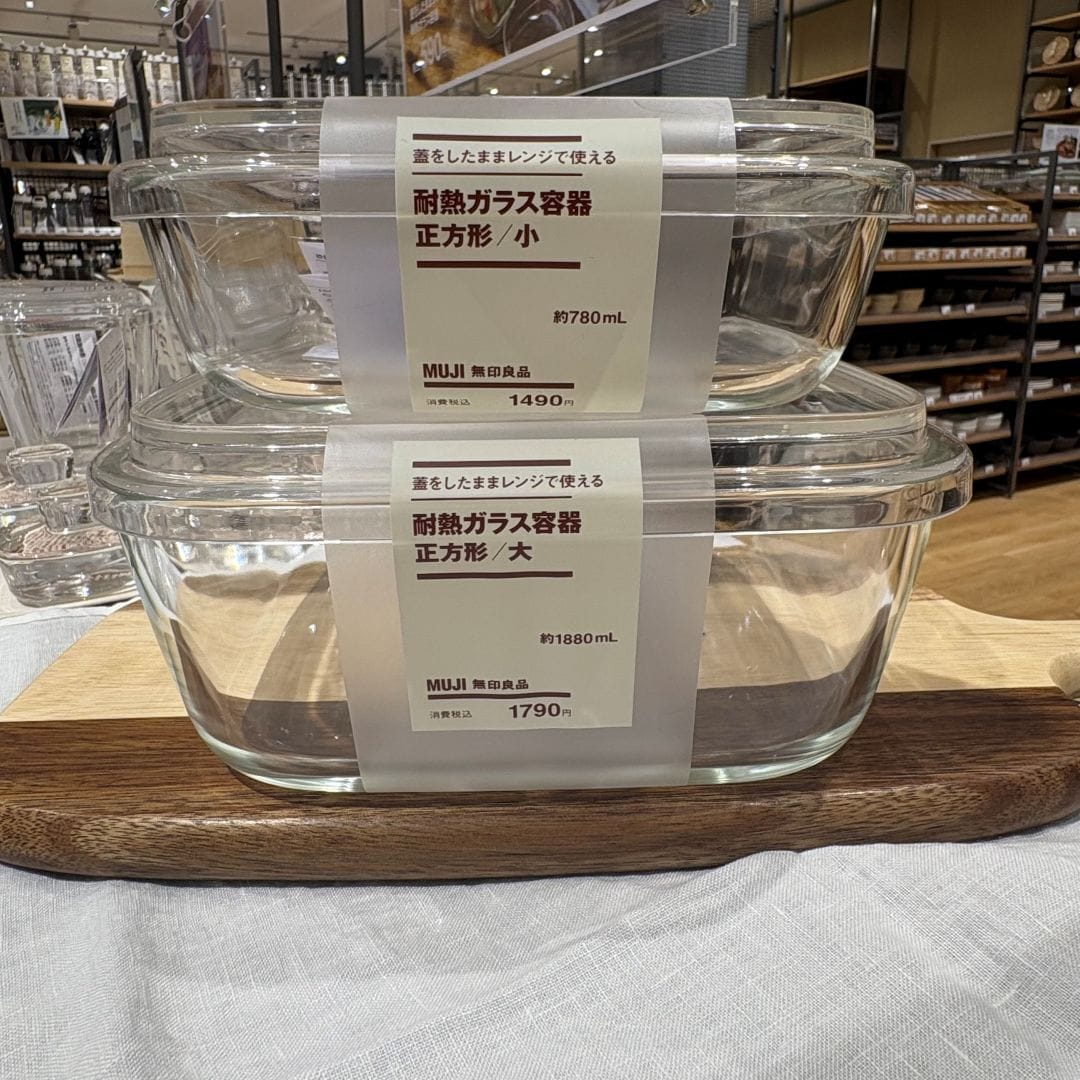 蓋をしたままレンジで使える
耐熱ガラス容器
正方形/小
約780mL
MUJI 無印良品
消費税込 1490円
蓋をしたままレンジで使える
耐熱ガラス容器
正方形/大
約1880mL
MUJI 無印良品
消費税込 1790円